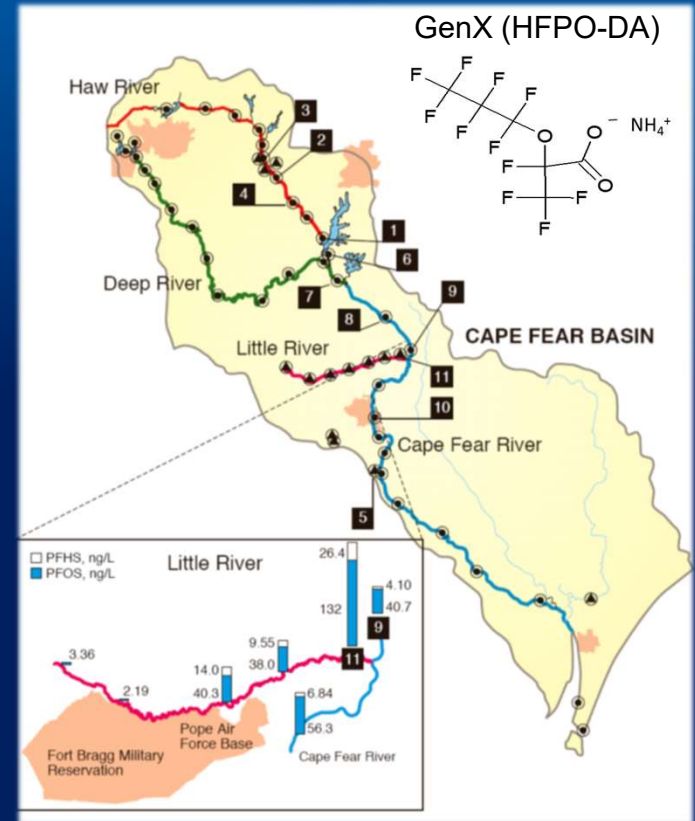 GenX (HFPO-DA)
F
F
F
F
F
F
F
O
O
-
NH₄⁺
F
O
F
F
F
Haw River
3
2
4
1
6
Deep River
7
9
8
CAPE FEAR BASIN
Little River
11
10
Cape Fear River
5
PFHS, ng/L
PFOS, ng/L
Little River
26.4
4.10
132
40.7
9
9.55
38.0
11
3.36
14.0
40.3
2.19
6.84
56.3
Pope Air
Force Base
Fort Bragg Military
Reservation
Cape Fear River